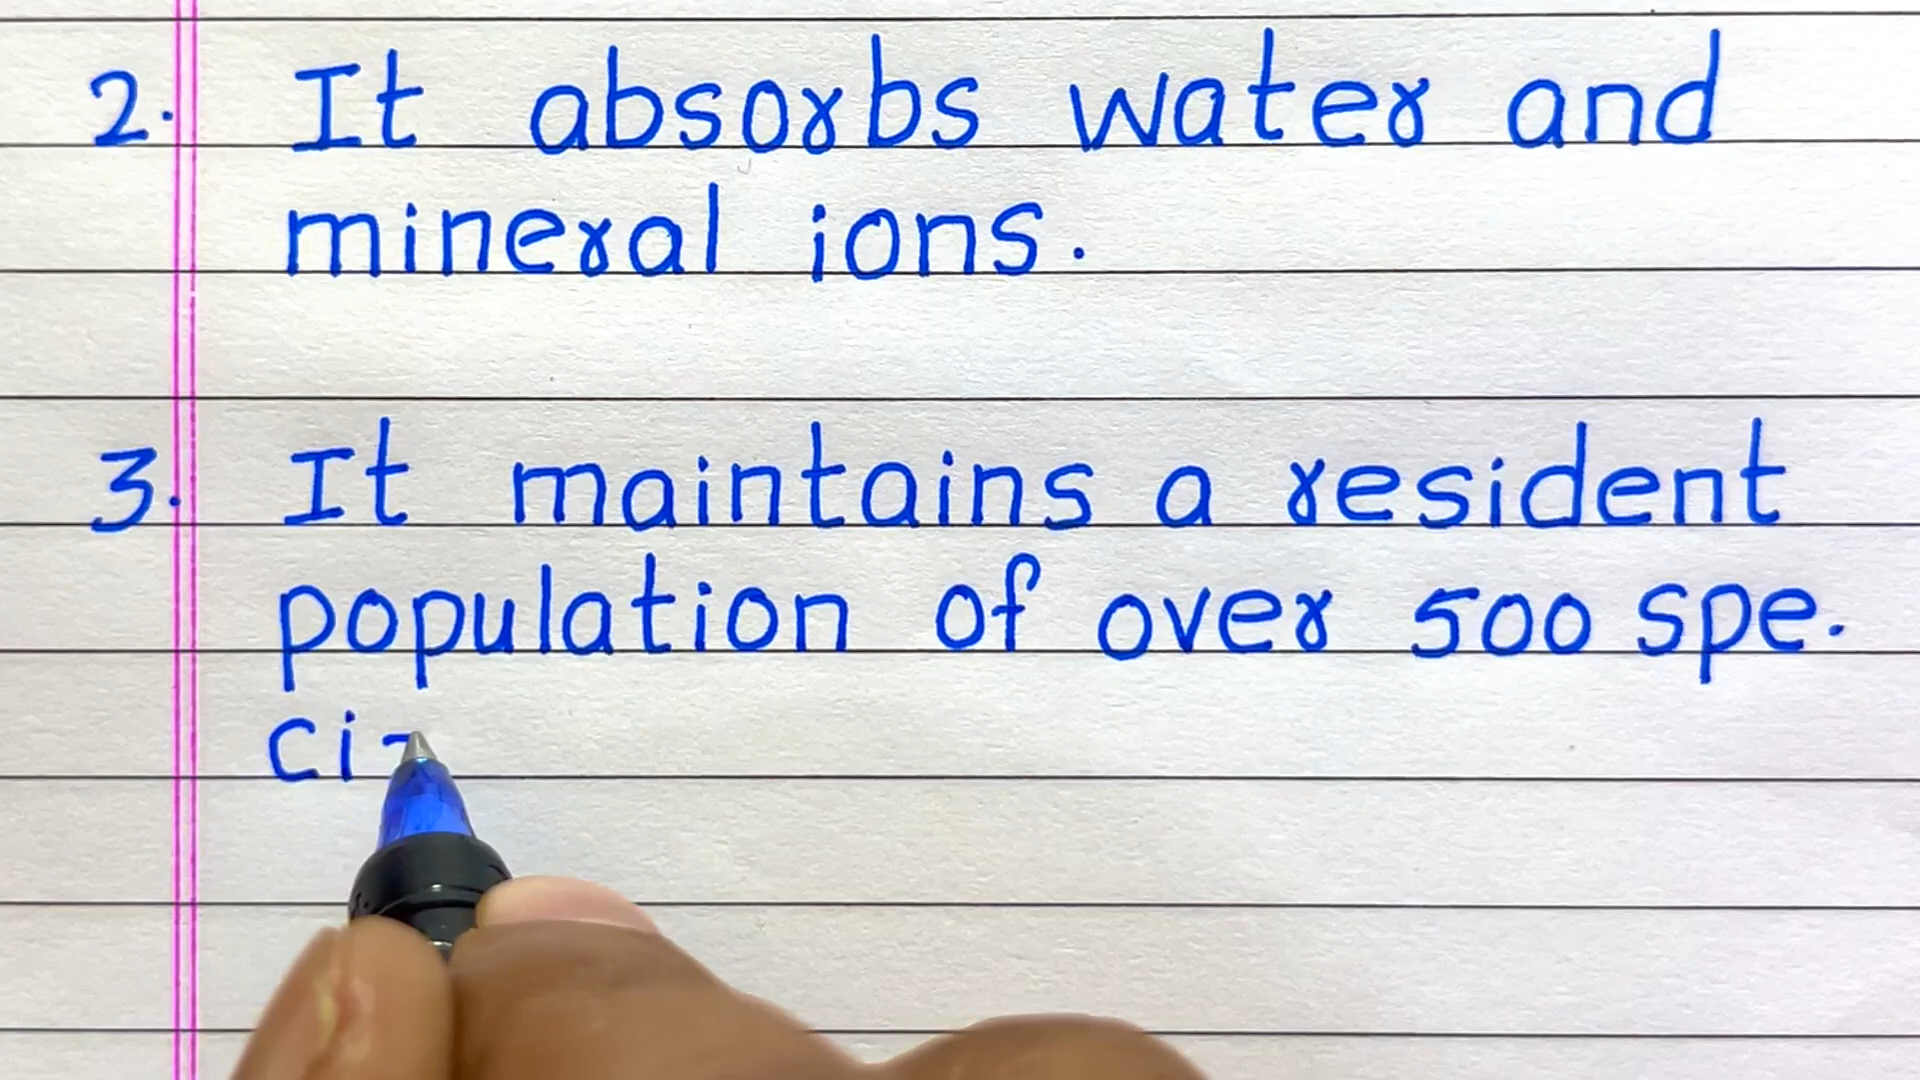 2. It absorbs water and
mineral ions.
3. It maintains a resident
population of over 500 spe.
ci